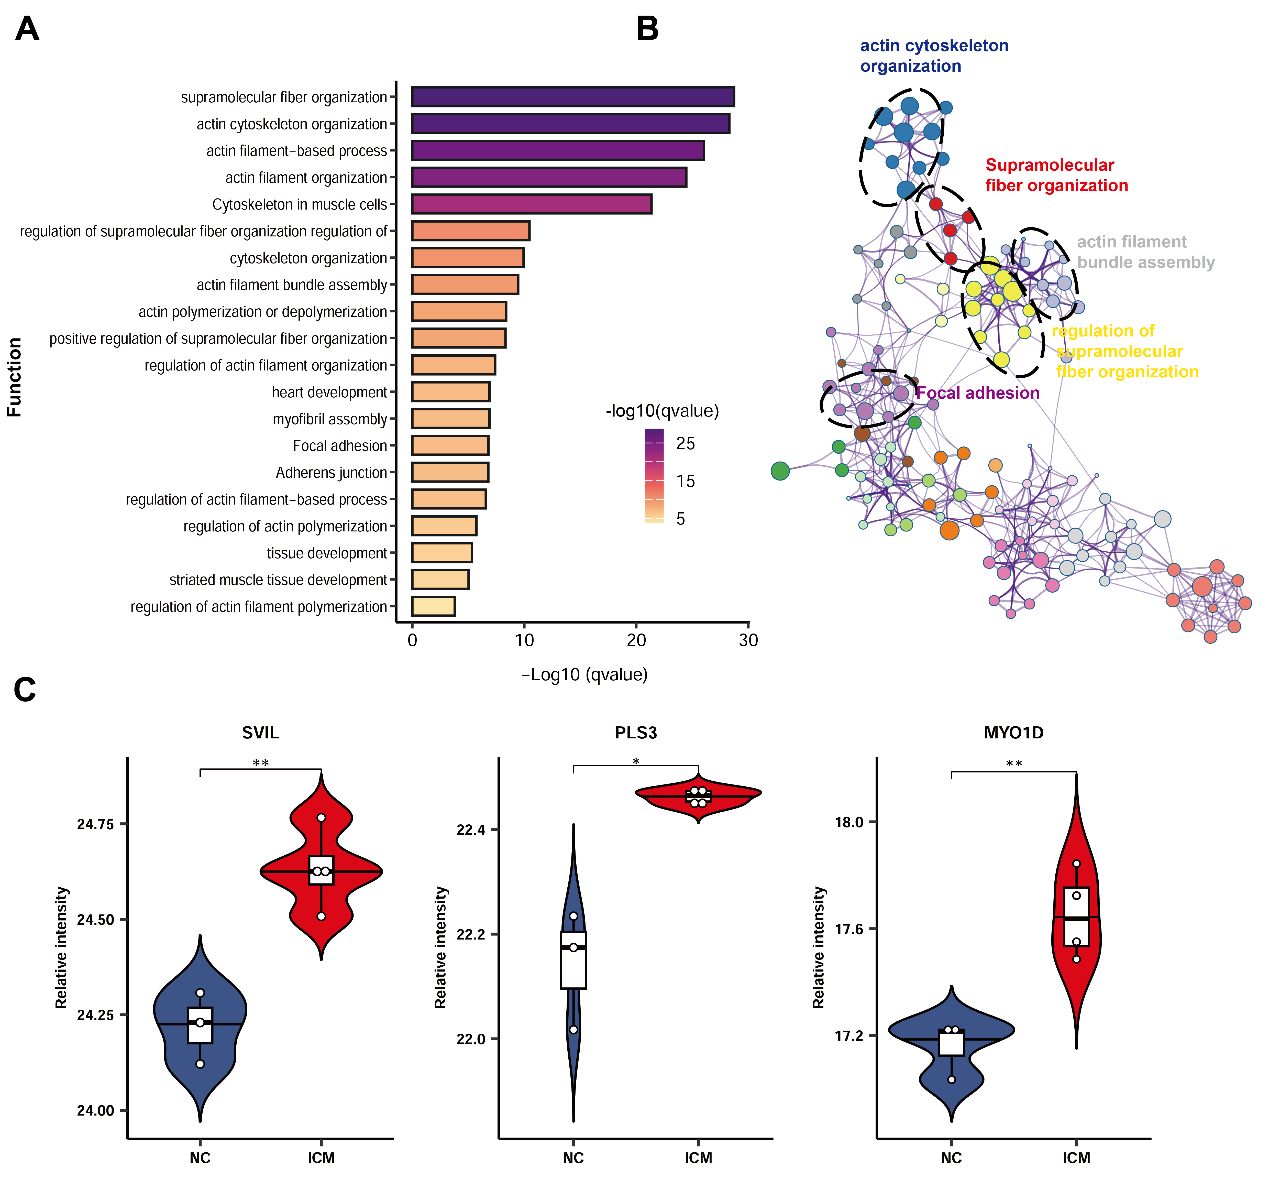 A
B
supramolecular fiber organization
actin cytoskeleton organization
actin filament−based process
actin filament organization
Cytoskeleton in muscle cells
regulation of supramolecular fiber organization regulation of
cytoskeleton organization
actin filament bundle assembly
actin polymerization or depolymerization
positive regulation of supramolecular fiber organization
regulation of actin filament organization
heart development
myofibril assembly
Focal adhesion
Adherens junction
regulation of actin filament−based process
regulation of actin polymerization
tissue development
striated muscle tissue development
regulation of actin filament polymerization
Function
0 10 20 30
−Log10 (qvalue)
-log10(qvalue)
25
15
5
actin cytoskeleton
organization
Supramolecular
fiber organization
actin filament
bundle assembly
regulation of
supramolecular
fiber organization
Focal adhesion
C
SVIL
**
Relative intensity
24.75
24.50
24.25
24.00
NC ICM
PLS3
*
Relative intensity
22.4
22.2
22.0
NC ICM
MYO1D
**
Relative intensity
18.0
17.6
17.2
NC ICM